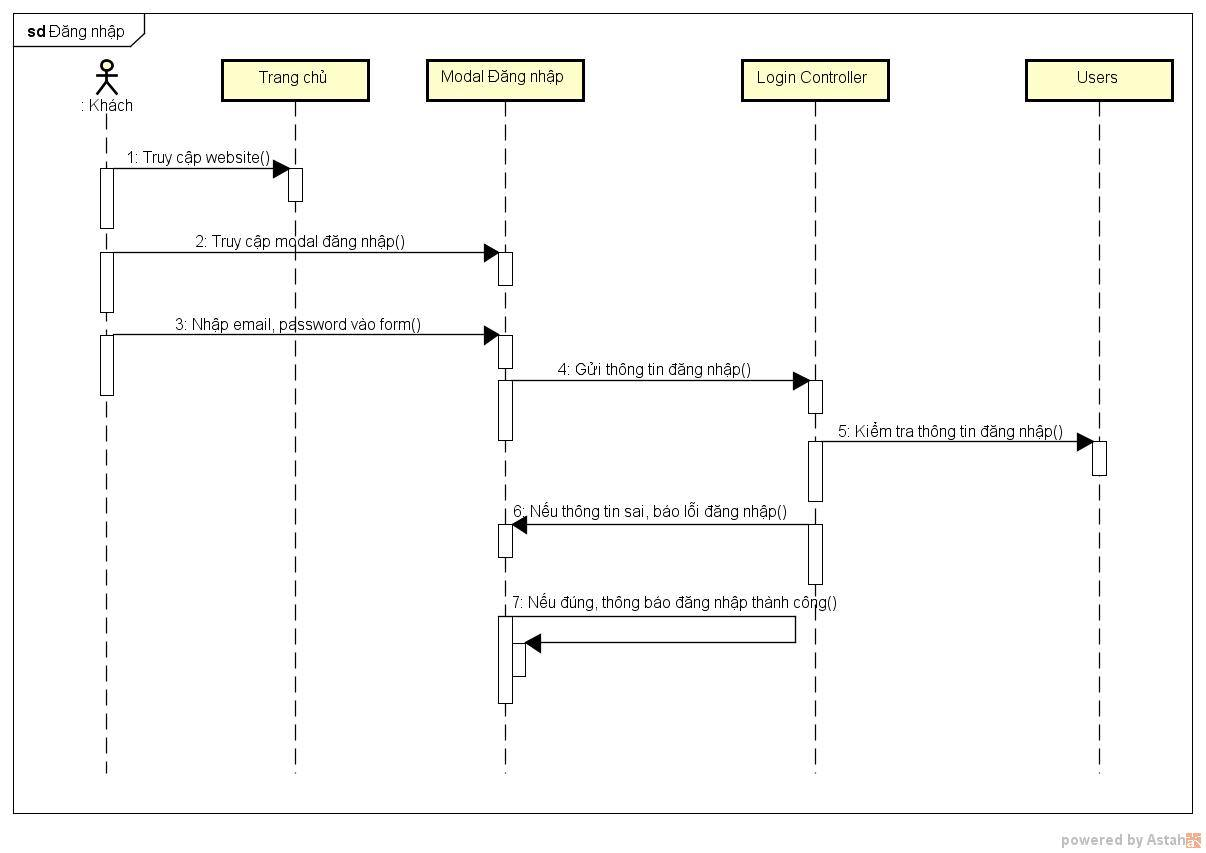 sd Đăng nhập
: Khách
Trang chủ
Modal Đăng nhập
Login Controller
Users
1: Truy cập website()
2: Truy cập modal đăng nhập()
3: Nhập email, password vào form()
4: Gửi thông tin đăng nhập()
5: Kiểm tra thông tin đăng nhập()
6: Nếu thông tin sai, báo lỗi đăng nhập()
7: Nếu đúng, thông báo đăng nhập thành công()
powered by Astah